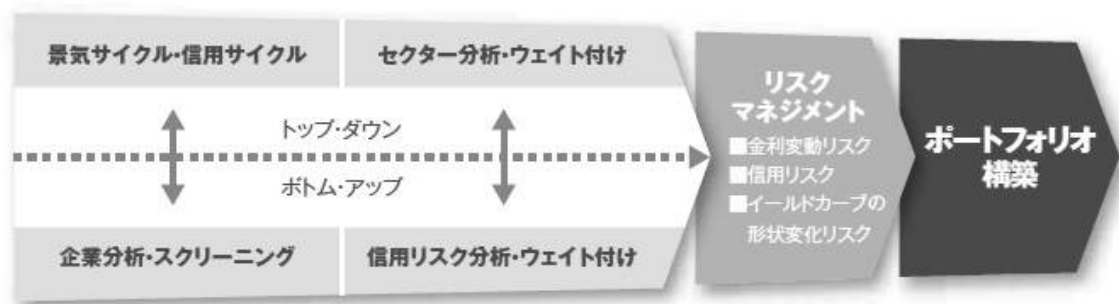 景気サイクル・信用サイクル
セクター分析・ウェイト付け
トップ・ダウン
ボトム・アップ
企業分析・スクリーニング
信用リスク分析・ウェイト付け
リスク
マネジメント
■金利変動リスク
■信用リスク
■イールドカーブの
形状変化リスク
ポートフォリオ
構築